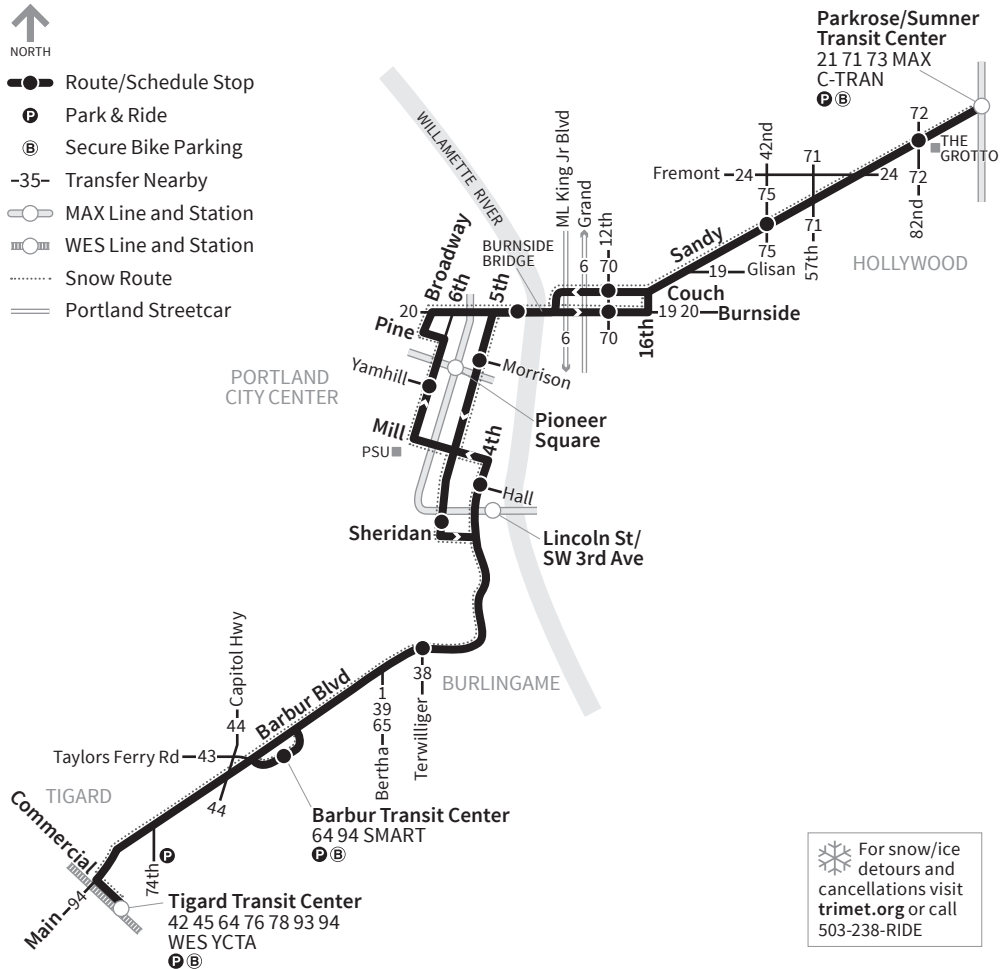 NORTH
Route/Schedule Stop
P Park & Ride
B Secure Bike Parking
35 Transfer Nearby
MAX Line and Station
WES Line and Station
Snow Route
Portland Streetcar
Parkrose/Sumner
Transit Center
21 71 73 MAX
C-TRAN
P B
72
THE
GROTTO
72
82nd
42nd
71
Fremont 24
24
75
71
57th
75
Sandy
19 Glisan
HOLLYWOOD
WILLAMETTE RIVER
ML King Jr Blvd
Grand
12th
6
70
BURNSIDE
BRIDGE
Couch
19 20 Burnside
16th
6
70
Broadway
6th
5th
20
Pine
Yamhill
Morrison
PORTLAND
CITY CENTER
Pioneer
Square
Mill
4th
PSU
Hall
Sheridan
Lincoln St/
SW 3rd Ave
Capitol Hwy
44
Barbur Blvd
38
Terwilliger
BURLINGAME
1
39
65
Bertha
Taylors Ferry Rd 43
44
TIGARD
Barbur Transit Center
64 94 SMART
P B
Commercial
74th
P
Main 94
Tigard Transit Center
42 45 64 76 78 93 94
WES YCTA
P B
For snow/ice
detours and
cancellations visit
trimet.org or call
503-238-RIDE